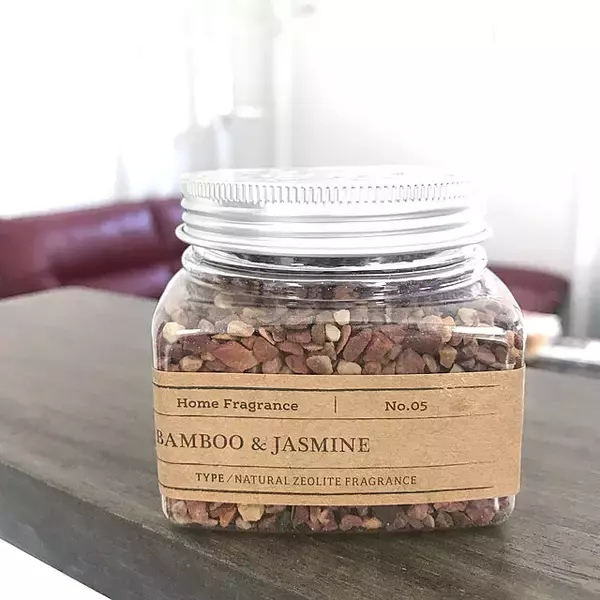 Home Fragrance | No.05
BAMBOO & JASMINE
TYPE / NATURAL ZEOLITE FRAGRANCE